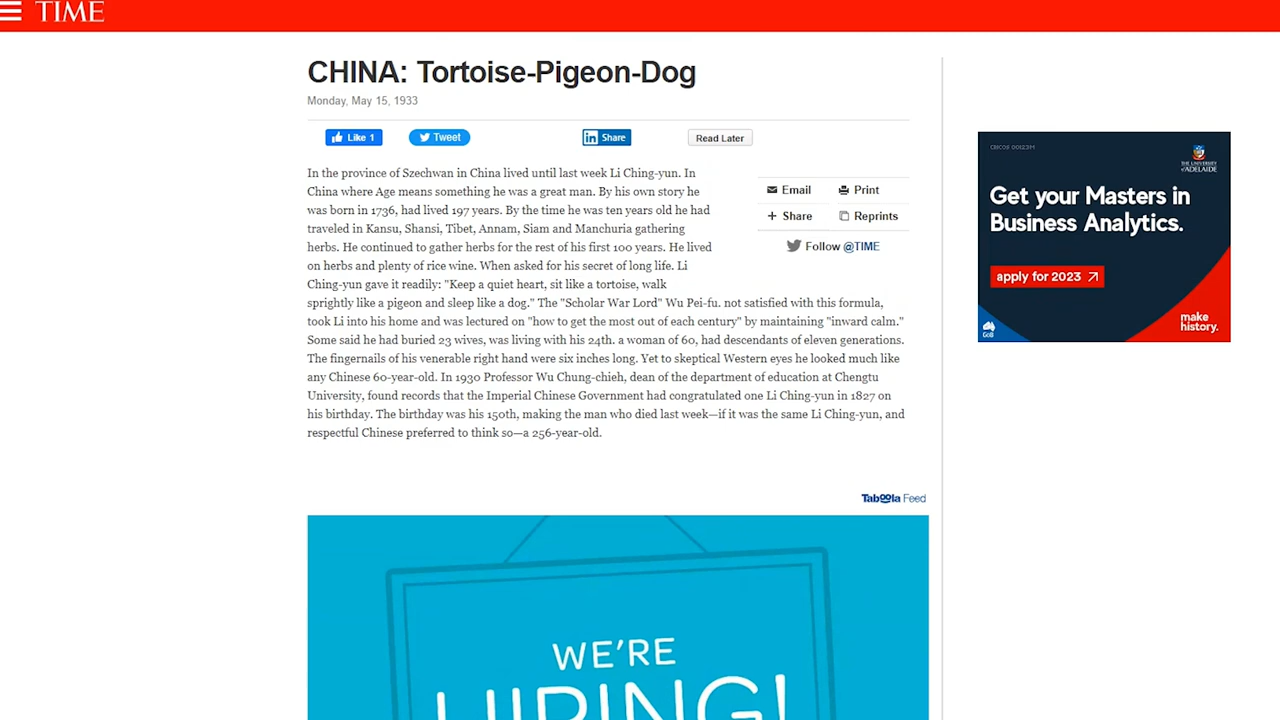 TIME
CHINA: Tortoise-Pigeon-Dog
Monday, May 15, 1933
Like 1
Tweet
in Share
Read Later
In the province of Szechwan in China lived until last week Li Ching-yun. In
China where Age means something he was a great man. By his own story he
was born in 1736, had lived 197 years. By the time he was ten years old he had
traveled in Kansu, Shansi, Tibet, Annam, Siam and Manchuria gathering
herbs. He continued to gather herbs for the rest of his first 100 years. He lived
on herbs and plenty of rice wine. When asked for his secret of long life. Li
Ching-yun gave it readily: "Keep a quiet heart, sit like a tortoise, walk
sprightly like a pigeon and sleep like a dog." The "Scholar War Lord" Wu Pei-fu. not satisfied with this formula,
took Li into his home and was lectured on "how to get the most out of each century" by maintaining "inward calm."
Some said he had buried 23 wives, was living with his 24th. a woman of 60, had descendants of eleven generations.
The fingernails of his venerable right hand were six inches long. Yet to skeptical Western eyes he looked much like
any Chinese 60-year-old. In 1930 Professor Wu Chung-chieh, dean of the department of education at Chengtu
University, found records that the Imperial Chinese Government had congratulated one Li Ching-yun in 1827 on
his birthday. The birthday was his 150th, making the man who died last week—if it was the same Li Ching-yun, and
respectful Chinese preferred to think so—a 256-year-old.
Email
Print
+ Share
Reprints
Follow @TIME
CRICOS 00123M
THE UNIVERSITY
of ADELAIDE
Get your Masters in
Business Analytics.
apply for 2023
make
history.
Go8
Taboola Feed
WE'RE
HIRING!